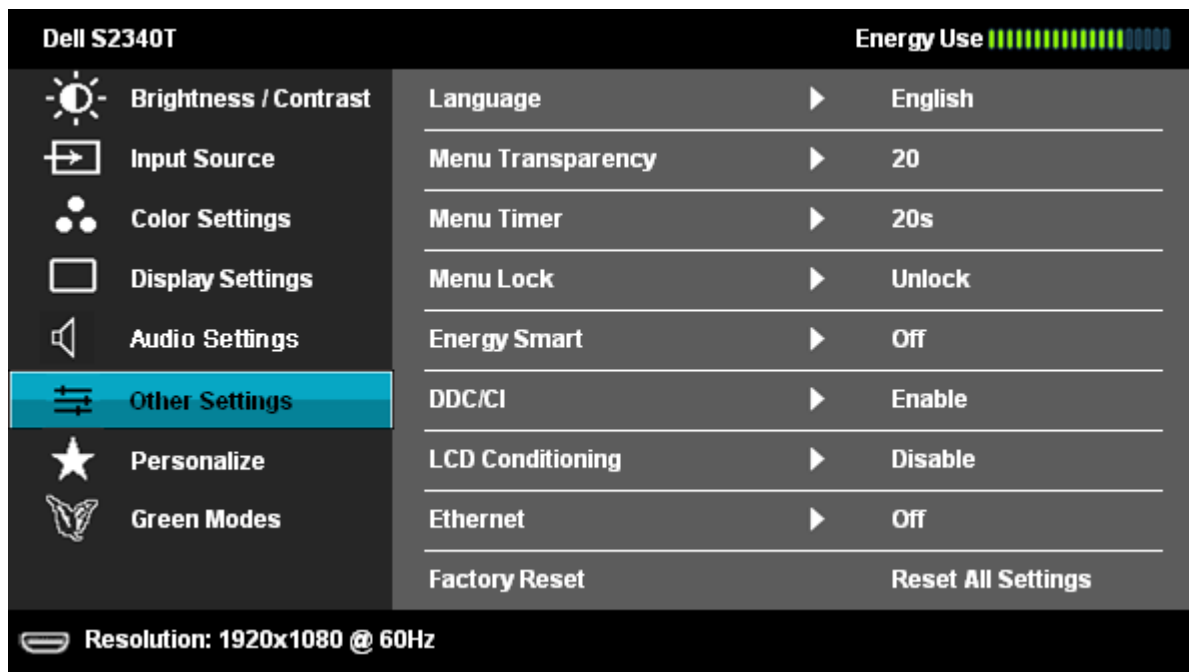 Dell S2340T Energy Use
Brightness / Contrast Language English
Input Source Menu Transparency 20
Color Settings Menu Timer 20s
Display Settings Menu Lock Unlock
Audio Settings Energy Smart Off
Other Settings DDC/CI Enable
Personalize LCD Conditioning Disable
Green Modes Ethernet Off
Factory Reset Reset All Settings
Resolution: 1920x1080 @ 60Hz